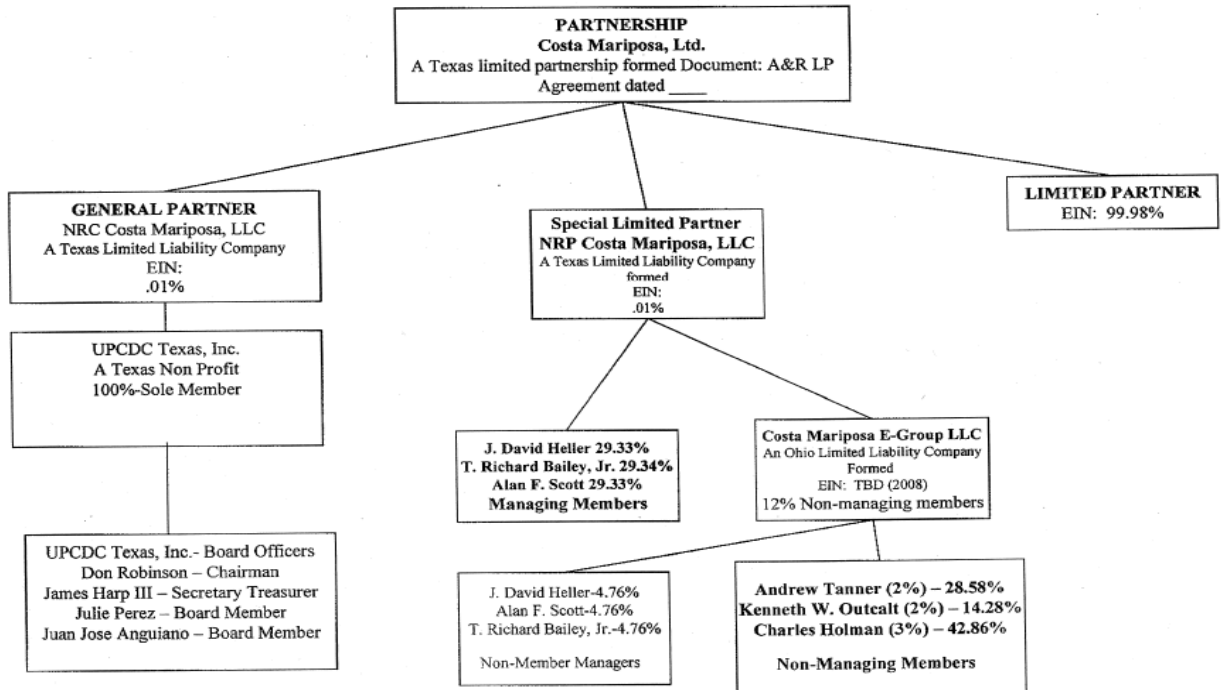 PARTNERSHIP
Costa Mariposa, Ltd.
A Texas limited partnership formed Document: A&R LP
Agreement dated ____
GENERAL PARTNER
NRC Costa Mariposa, LLC
A Texas Limited Liability Company
EIN:
.01%
Special Limited Partner
NRP Costa Mariposa, LLC
A Texas Limited Liability Company
formed
EIN:
.01%
LIMITED PARTNER
EIN: 99.98%
UPCDC Texas, Inc.
A Texas Non Profit
100%-Sole Member
J. David Heller 29.33%
T. Richard Bailey, Jr. 29.34%
Alan F. Scott 29.33%
Managing Members
Costa Mariposa E-Group LLC
An Ohio Limited Liability Company
Formed
EIN: TBD (2008)
12% Non-managing members
UPCDC Texas, Inc.- Board Officers
Don Robinson – Chairman
James Harp III – Secretary Treasurer
Julie Perez – Board Member
Juan Jose Anguiano – Board Member
J. David Heller-4.76%
Alan F. Scott-4.76%
T. Richard Bailey, Jr.-4.76%
Non-Member Managers
Andrew Tanner (2%) – 28.58%
Kenneth W. Outcalt (2%) – 14.28%
Charles Holman (3%) – 42.86%
Non-Managing Members